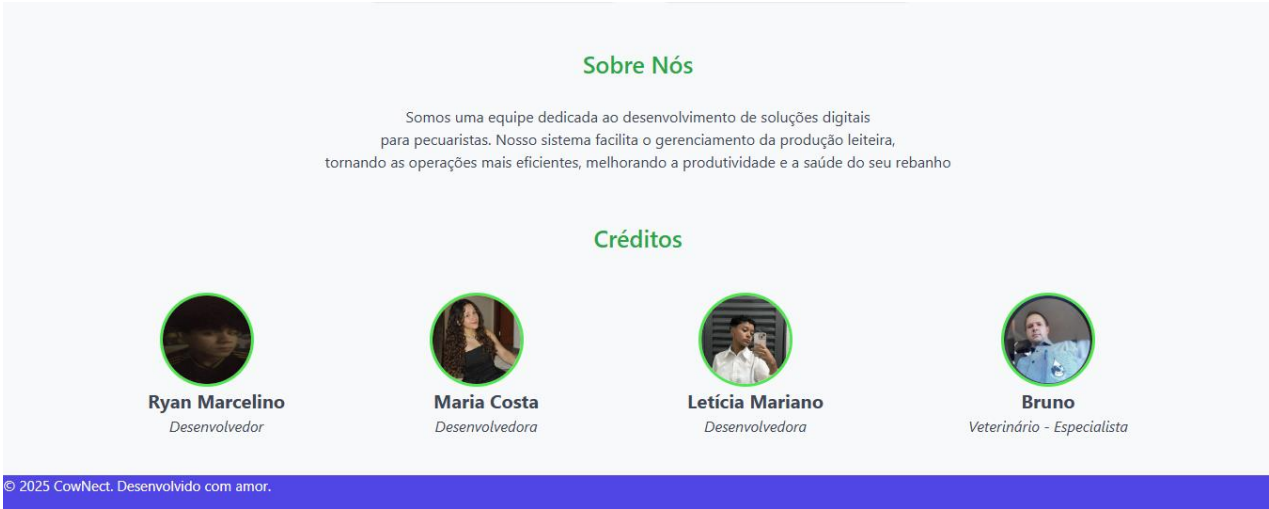 Sobre Nós
Somos uma equipe dedicada ao desenvolvimento de soluções digitais
para pecuaristas. Nosso sistema facilita o gerenciamento da produção leiteira,
tornando as operações mais eficientes, melhorando a produtividade e a saúde do seu rebanho
Créditos
Ryan Marcelino
Desenvolvedor
Maria Costa
Desenvolvedora
Letícia Mariano
Desenvolvedora
Bruno
Veterinário - Especialista
© 2025 CowNect. Desenvolvido com amor.